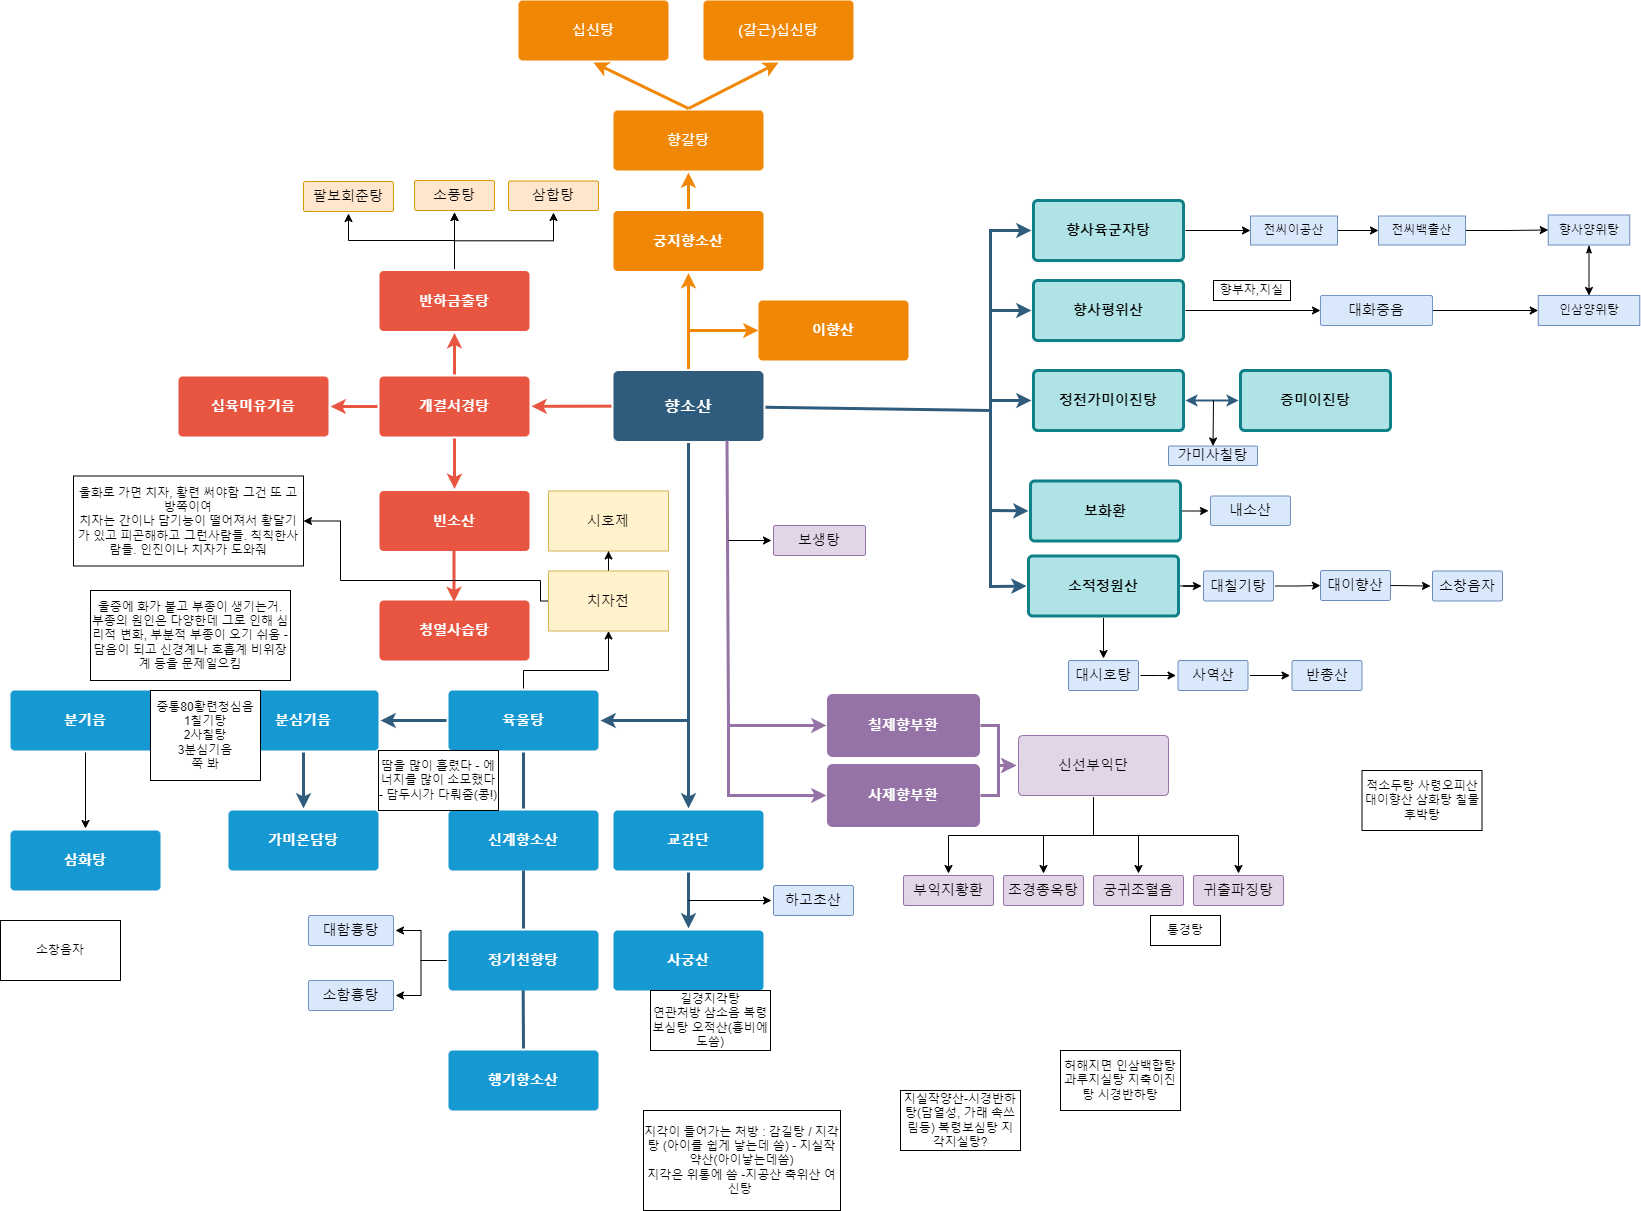 십신탕
(갈근)십신탕
향갈탕
팔보회춘탕
소풍탕
삼합탕
궁지향소산
향사육군자탕
전씨이공산
전씨백출산
향사양위탕
반하금출탕
이향산
향사평위산
향부자,지실
대화중음
인삼양위탕
십육미유기음
개결서경탕
향소산
정전가미이진탕
증미이진탕
가미사칠탕
울화로 가면 치자, 황련 써야함 그건 또 고
방쪽이여
치자는 간이나 담기능이 떨어져서 황달기
가 있고 피곤해하고 그런사람들. 칙칙한사
람들. 인진이나 치자가 도와줘
빈소산
시호제
보생탕
보화환
내소산
울증에 화가 붙고 부종이 생기는거.
부종의 원인은 다양한데 그로 인해 심
리적 변화, 부분적 부종이 오기 쉬움 -
담음이 되고 신경계나 호흡계 비위장
계 등을 문제일으킴
청열사습탕
치자전
소적정원산
대칠기탕
대이향산
소창음자
대시호탕
사역산
반총산
분기음
중통80황련청심음
1칠기탕
2사칠탕
3분심기음
쭉 봐
분심기음
육울탕
땀을 많이 흘렸다 - 에
너지를 많이 소모했다
- 담두시가 다뤄줌(콩!)
칠제향부환
사제향부환
신선부익단
적소두탕 사령오피산
대이향산 삼화탕 칠물
후박탕
삼화탕
가미온담탕
신계향소산
교감단
하고초산
부익지황환
조경종옥탕
궁귀조혈음
귀출파징탕
통경탕
소창음자
대함흉탕
소함흉탕
정기천향탕
사궁산
길경지각탕
연관처방 삼소음 복령
보심탕 오적산(흉비에
도씀)
행기향소산
허해지면 인삼백합탕
과루지실탕 지축이진
탕 시경반하탕
지실작양산-시경반하
탕(담열성, 가래 속쓰
림등) 복령보심탕 지
각지실탕?
지각이 들어가는 처방 : 감길탕 / 지각
탕 (아이를 쉽게 낳는데 씀) - 지실작
약산(아이낳는데씀)
지각은 위통에 씀 -지공산 축위산 여
신탕